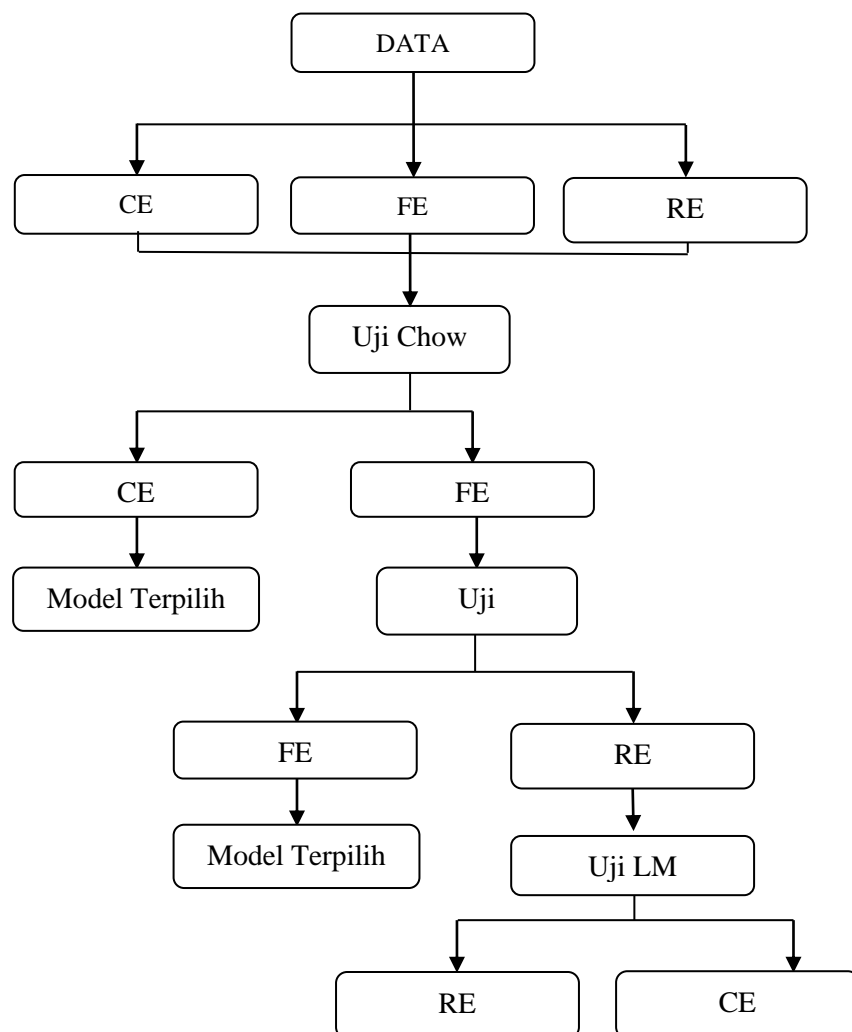 DATA
CE
FE
RE
Uji Chow
CE
FE
Model Terpilih
Uji
FE
RE
Model Terpilih
Uji LM
RE
CE